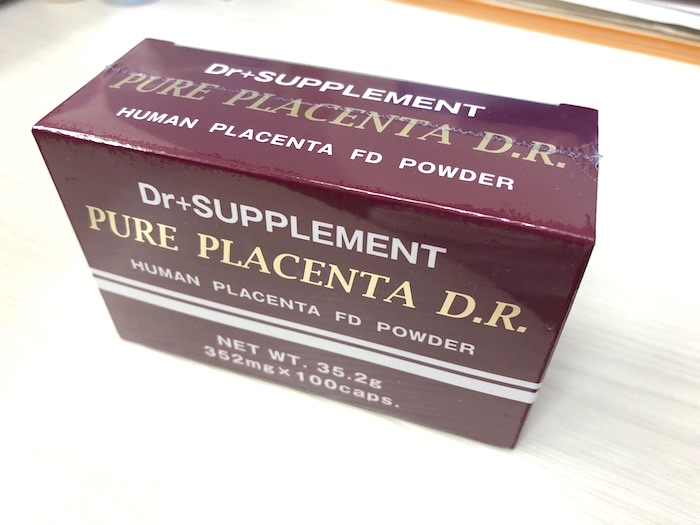 Dr+SUPPLEMENT
PURE PLACENTA D.R.
HUMAN PLACENTA FD POWDER
Dr+SUPPLEMENT
PURE PLACENTA D.R.
HUMAN PLACENTA FD POWDER
NET WT. 35.2g
352mg×100caps.